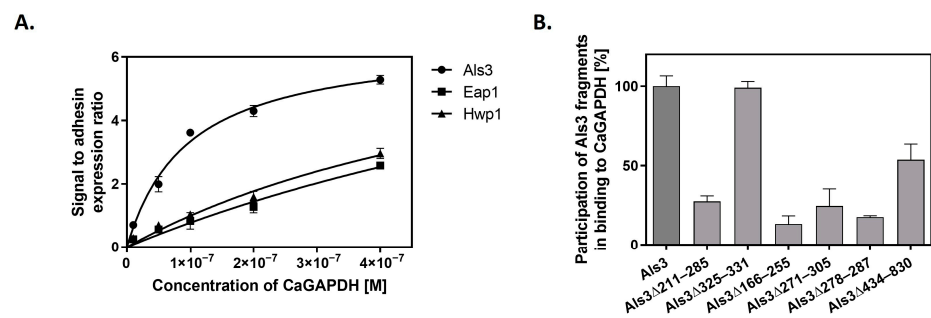 A.
Signal to adhesin
expression ratio
6
4
2
0
0 1×10⁻⁷ 2×10⁻⁷ 3×10⁻⁷ 4×10⁻⁷
Concentration of CaGAPDH [M]
Als3
Eap1
Hwp1
B.
Participation of Als3 fragments
in binding to CaGAPDH [%]
100
50
0
Als3
Als3Δ211–285
Als3Δ325–331
Als3Δ166–255
Als3Δ271–305
Als3Δ278–287
Als3Δ434–830